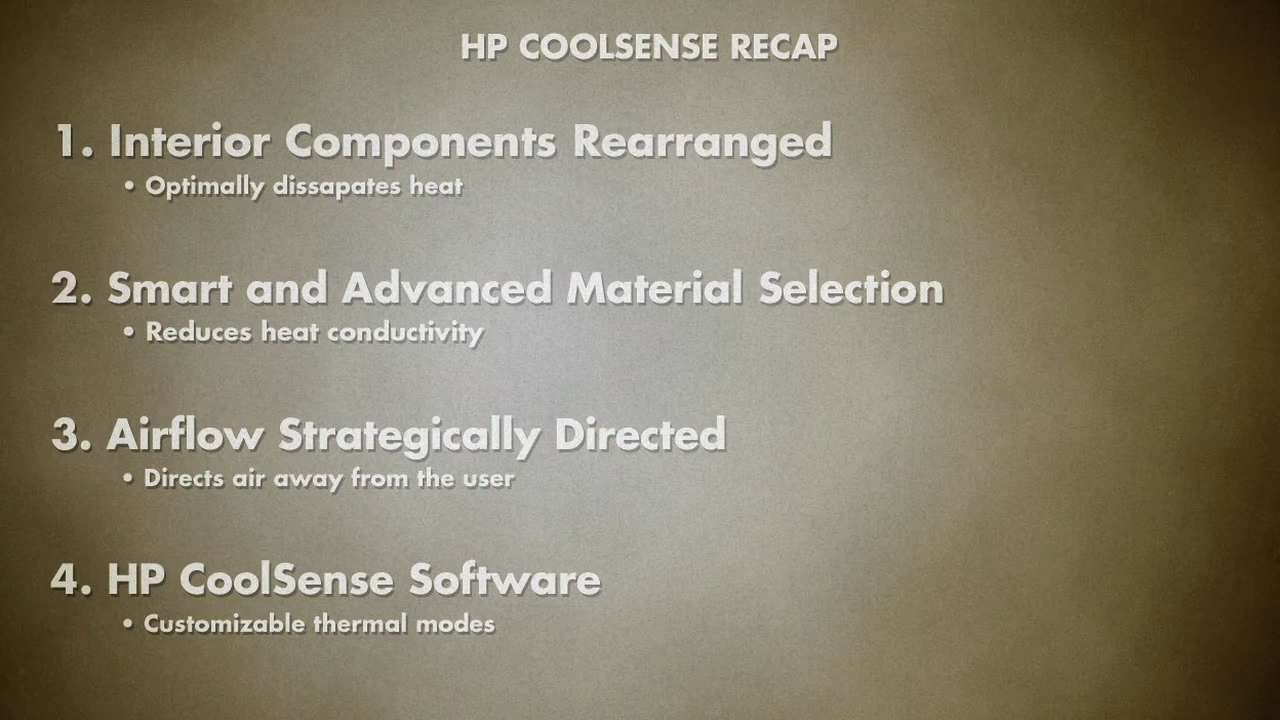 HP COOLSENSE RECAP
1. Interior Components Rearranged
• Optimally dissapates heat
2. Smart and Advanced Material Selection
• Reduces heat conductivity
3. Airflow Strategically Directed
• Directs air away from the user
4. HP CoolSense Software
• Customizable thermal modes